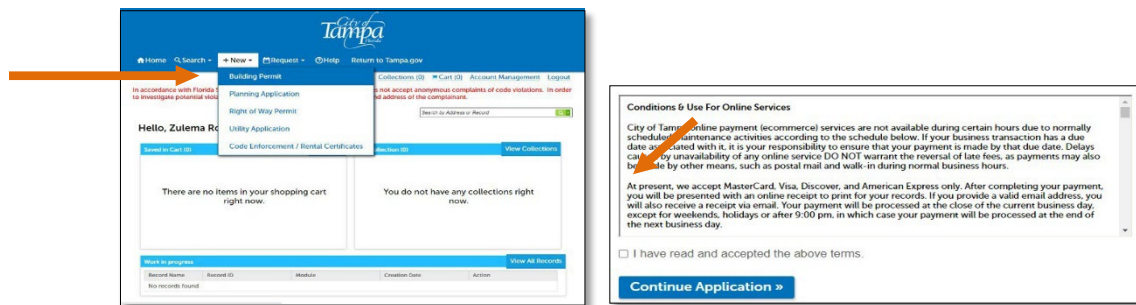 City of
Tampa
Florida
Home Search + New Request Help Return to Tampa.gov
Building Permit
Planning Application
Right of Way Permit
Utility Application
Code Enforcement / Rental Certificates
Collections (0) Cart (0) Account Management Logout
In accordance with Florida S not accept anonymous complaints of code violations. In order
to investigate potential viola nd address of the complainant.
Search to Address or Record
Hello, Zulema Ro
Saved in Cart (0)
ollection (0) View Collections
There are no items in your shopping cart
right now.
You do not have any collections right
now.
Work in progress View All Records
Record Name Record ID Module Creation Date Action
No records found
Conditions & Use For Online Services
City of Tampa online payment (ecommerce) services are not available during certain hours due to normally
scheduled maintenance activities according to the schedule below. If your business transaction has a due
date associated with it, it is your responsibility to ensure that your payment is made by that due date. Delays
caused by unavailability of any online service DO NOT warrant the reversal of late fees, as payments may also
be made by other means, such as postal mail and walk-in during normal business hours.
At present, we accept MasterCard, Visa, Discover, and American Express only. After completing your payment,
you will be presented with an online receipt to print for your records. If you provide a valid email address, you
will also receive a receipt via email. Your payment will be processed at the close of the current business day,
except for weekends, holidays or after 9:00 pm, in which case your payment will be processed at the end of
the next business day.
I have read and accepted the above terms.
Continue Application »